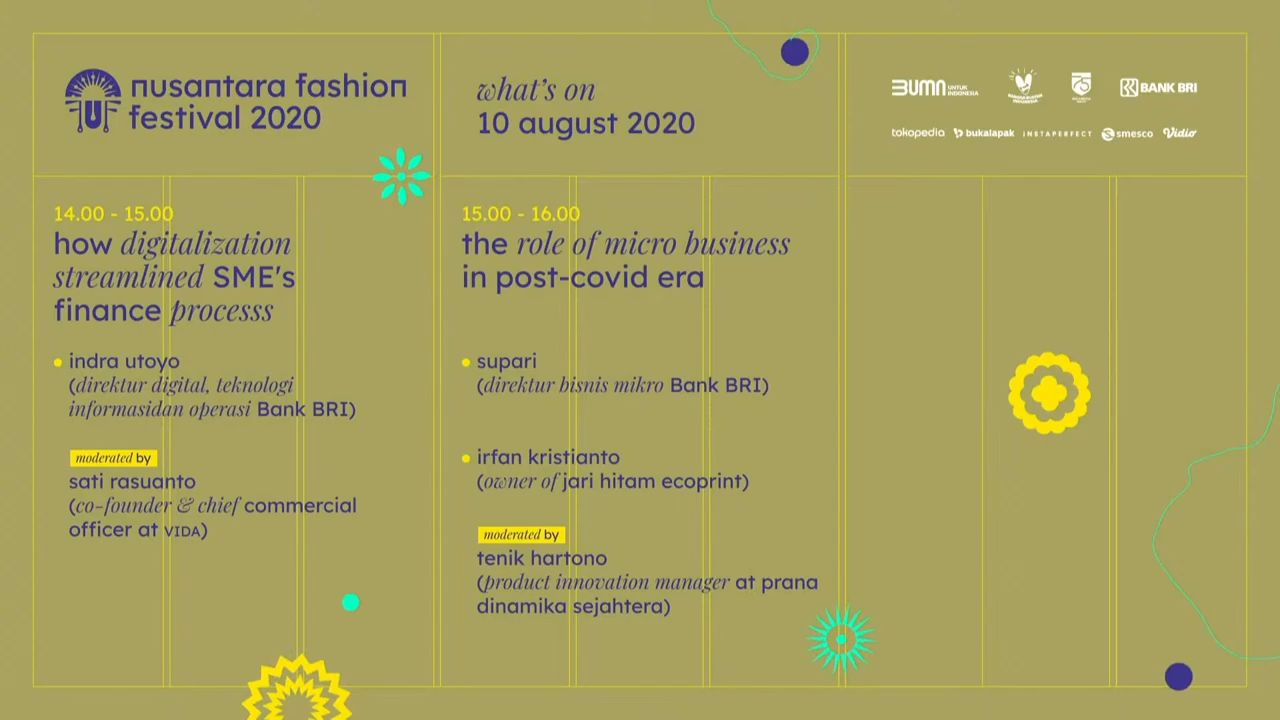 nusantara fashion
festival 2020
what's on
10 august 2020
BUMN UNTUK INDONESIA
BANK BRI
tokopedia bukalapak INSTAPERFECT smesco Vidio
14.00 - 15.00
how digitalization
streamlined SME's
finance processs
indra utoyo
(direktur digital, teknologi
informasidan operasi Bank BRI)
moderated by
sati rasuanto
(co-founder & chief commercial
officer at VIDA)
15.00 - 16.00
the role of micro business
in post-covid era
supari
(direktur bisnis mikro Bank BRI)
irfan kristianto
(owner of jari hitam ecoprint)
moderated by
tenik hartono
(product innovation manager at prana
dinamika sejahtera)